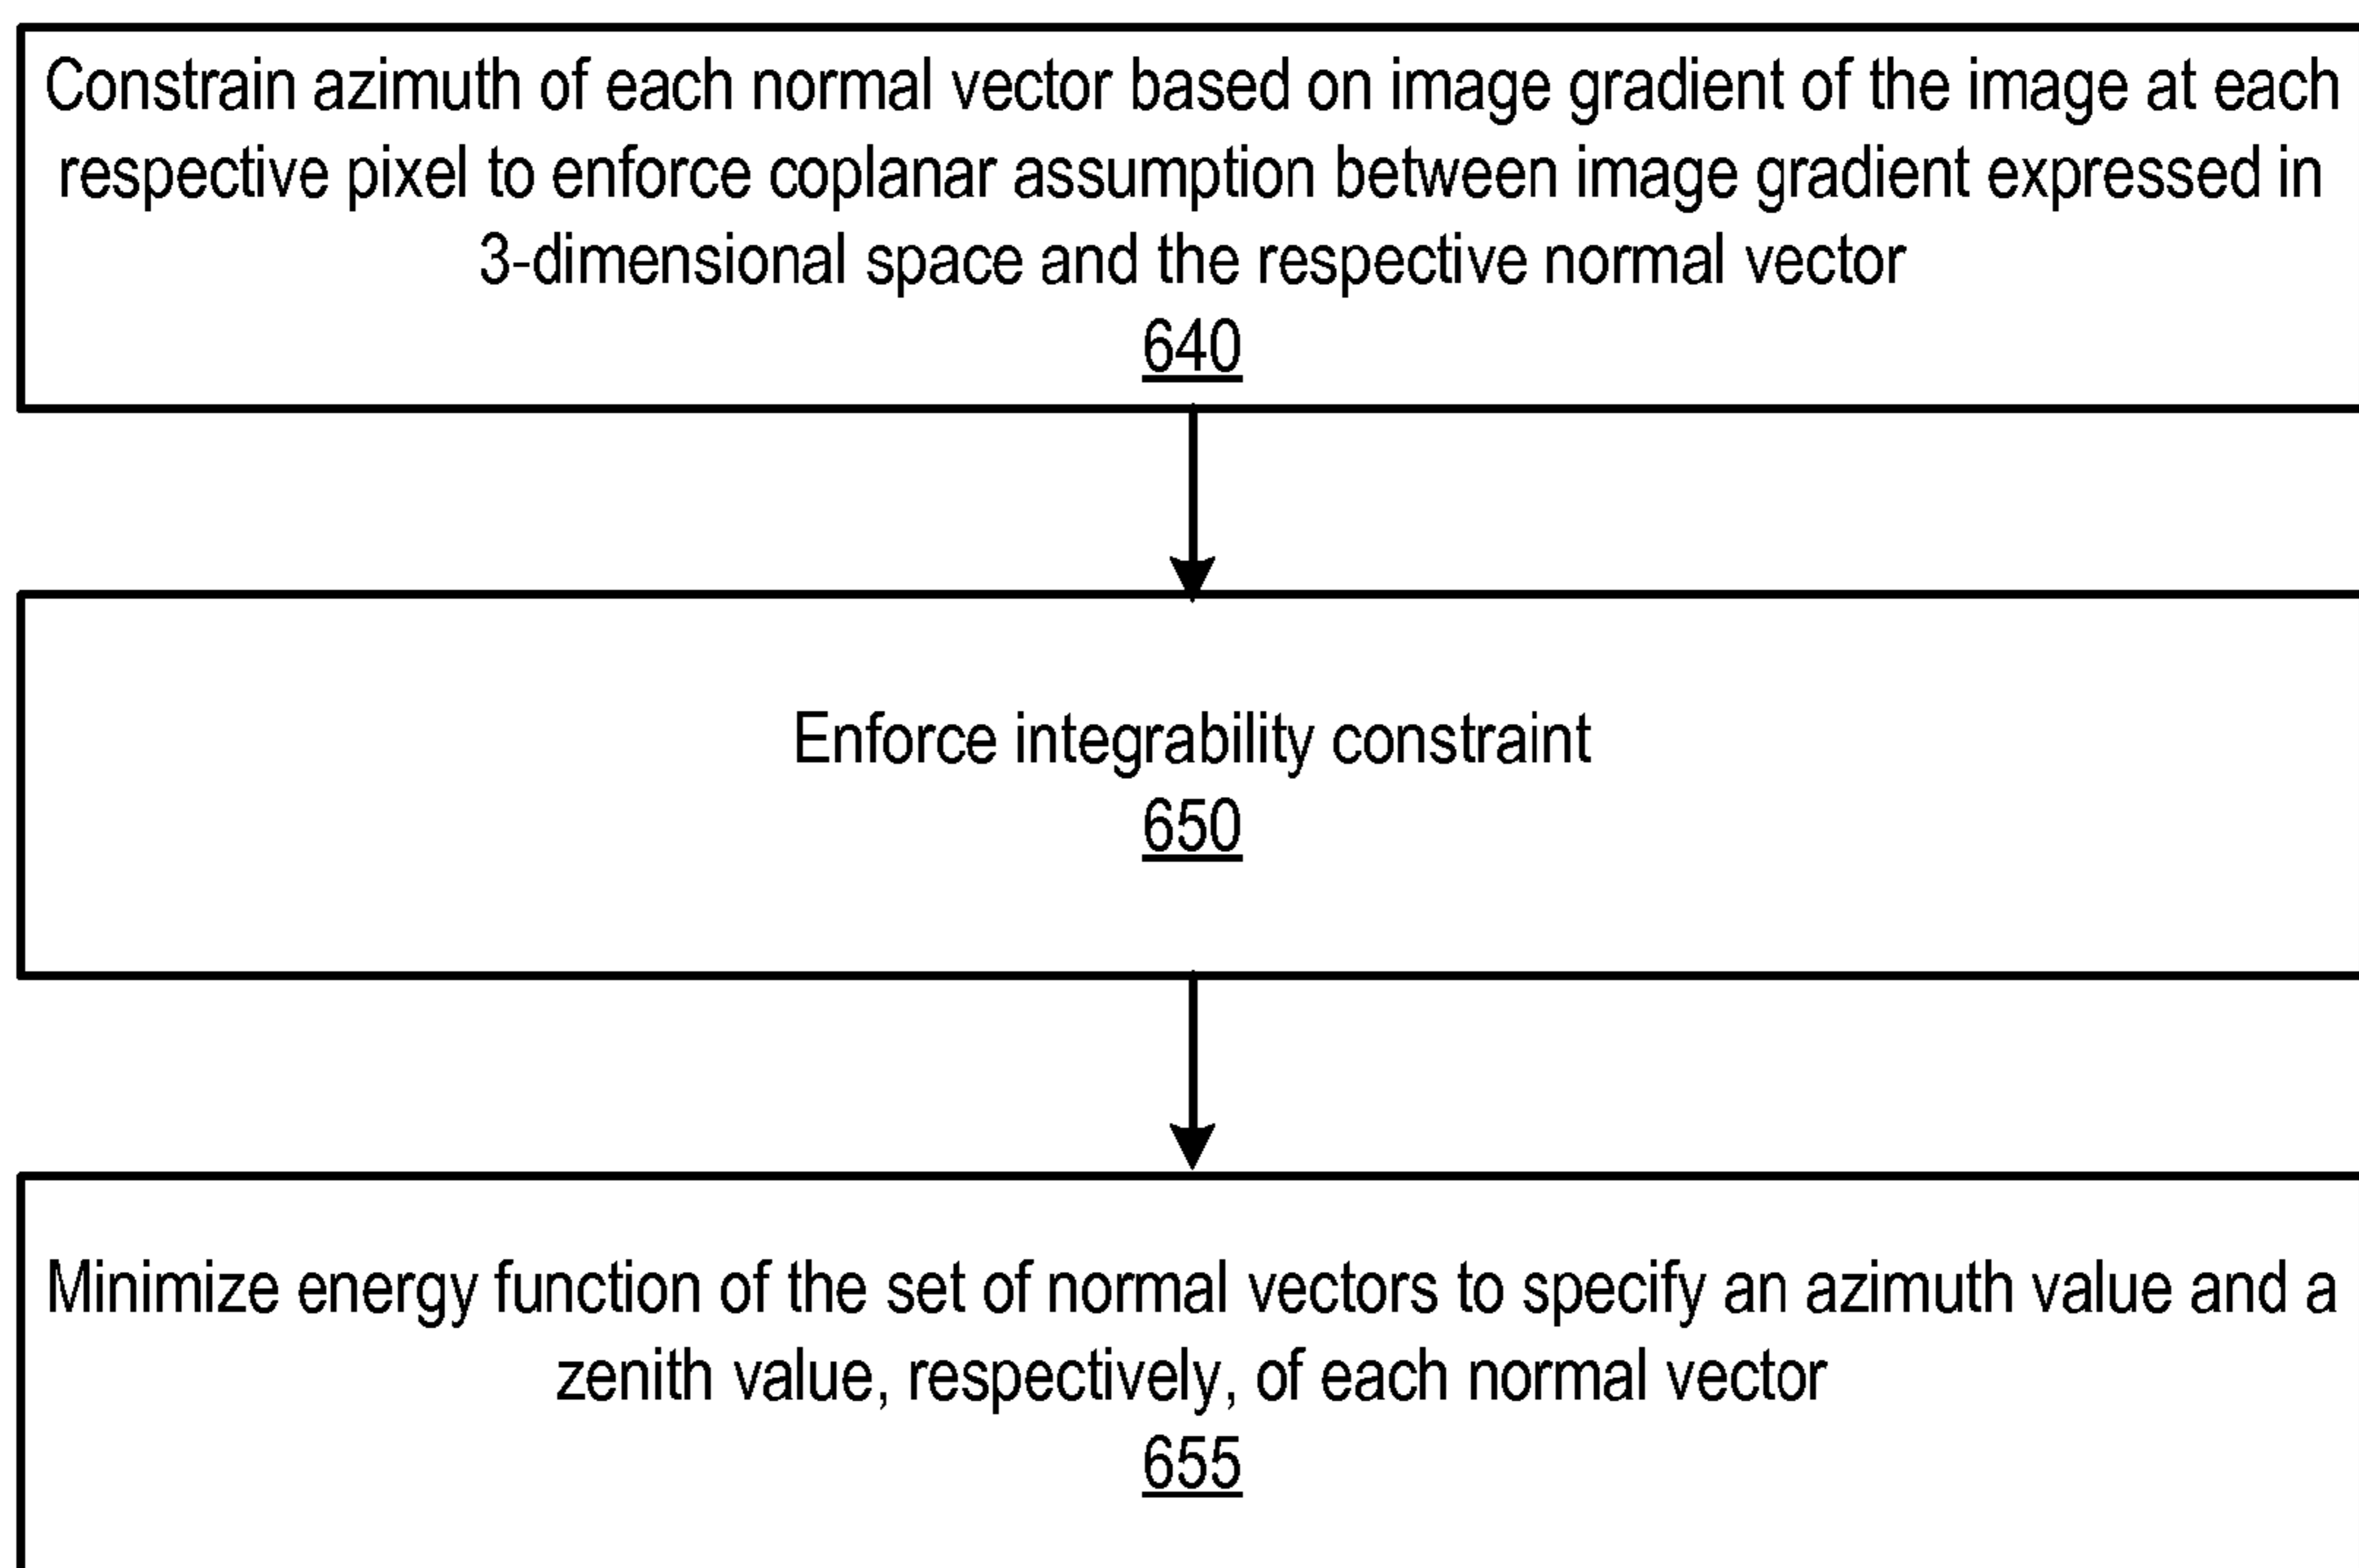 Constrain azimuth of each normal vector based on image gradient of the image at each
respective pixel to enforce coplanar assumption between image gradient expressed in
3-dimensional space and the respective normal vector
640
Enforce integrability constraint
650
Minimize energy function of the set of normal vectors to specify an azimuth value and a
zenith value, respectively, of each normal vector
655